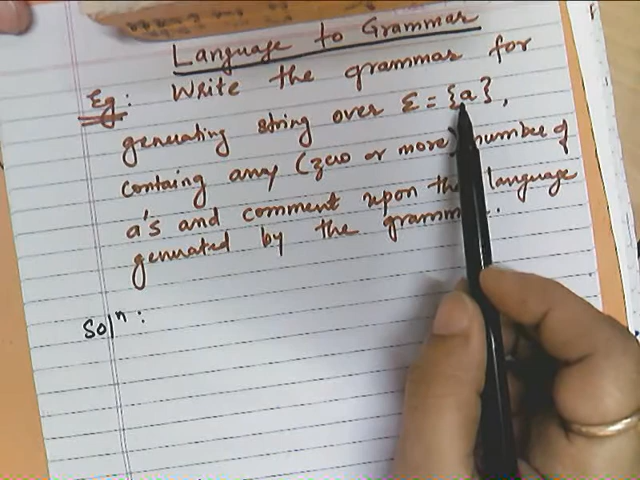 Language to Grammar
Eg: Write the grammar for
generating string over Σ = {a},
containg any (zero or more) number of
a's and comment upon the language
genuated by the grammar.
Solⁿ: